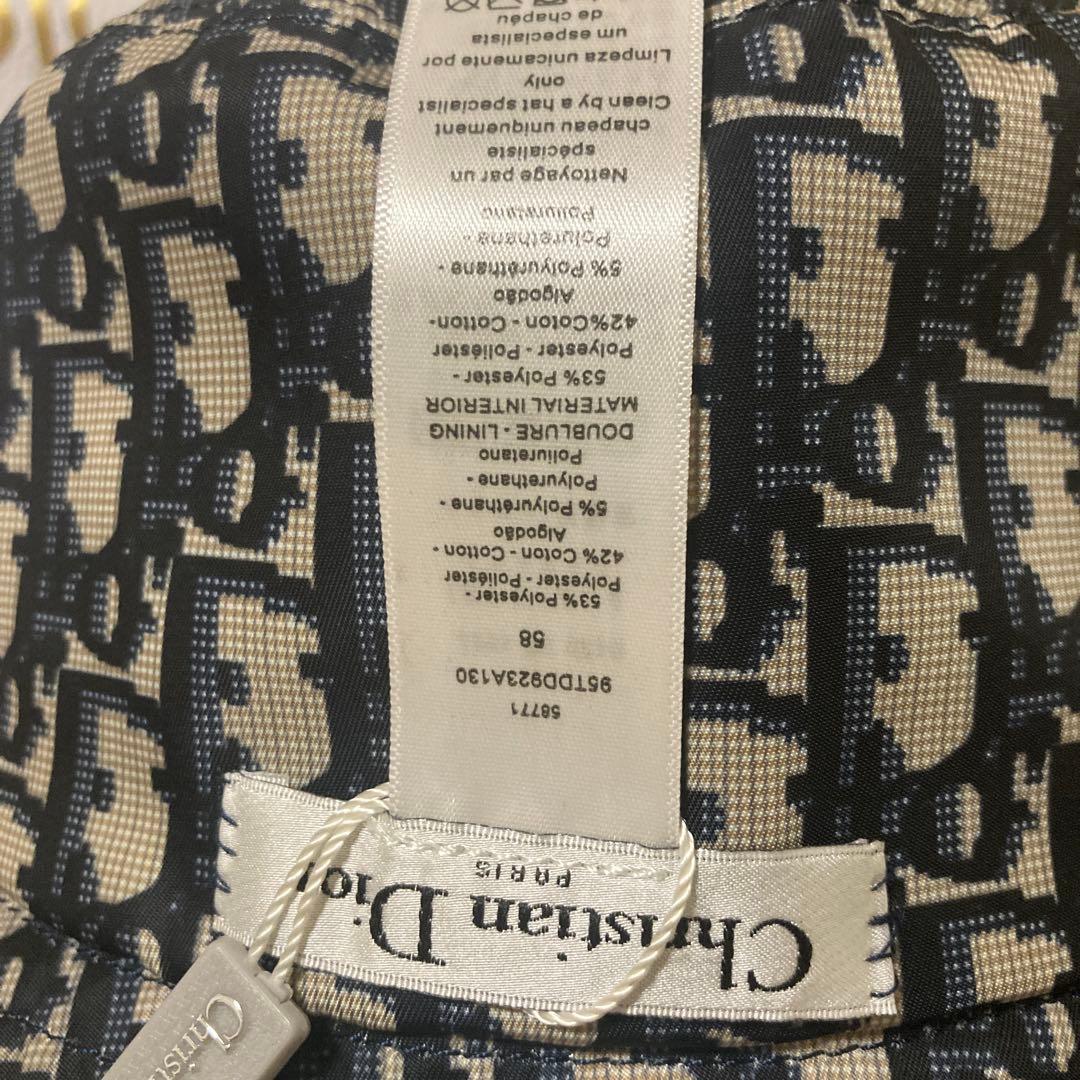 Christian Dior
PARIS
58771
95TDD923A130
58
53% Polyester -
Polyester - Poliéster
42% Coton - Cotton -
Algodão
5% Polyuréthane -
Polyurethane -
Poliuretano
DOUBLURE - LINING
MATERIAL INTERIOR
53% Polyester -
Polyester - Poliéster
42%Coton - Cotton-
Algodão
5% Polyuréthane -
Polurethane -
Poliuretano
Nettoyage par un
spécialiste
chapeau uniquement
Clean by a hat specialist
only
Limpeza unicamente por
um especialista
de chapéu
Christi